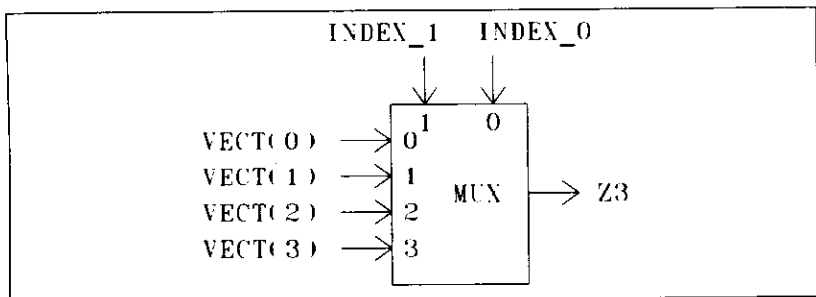 INDEX_1 INDEX_0
1 0
VECT(0) 0
VECT(1) 1
VECT(2) 2
VECT(3) 3
MUX
Z3